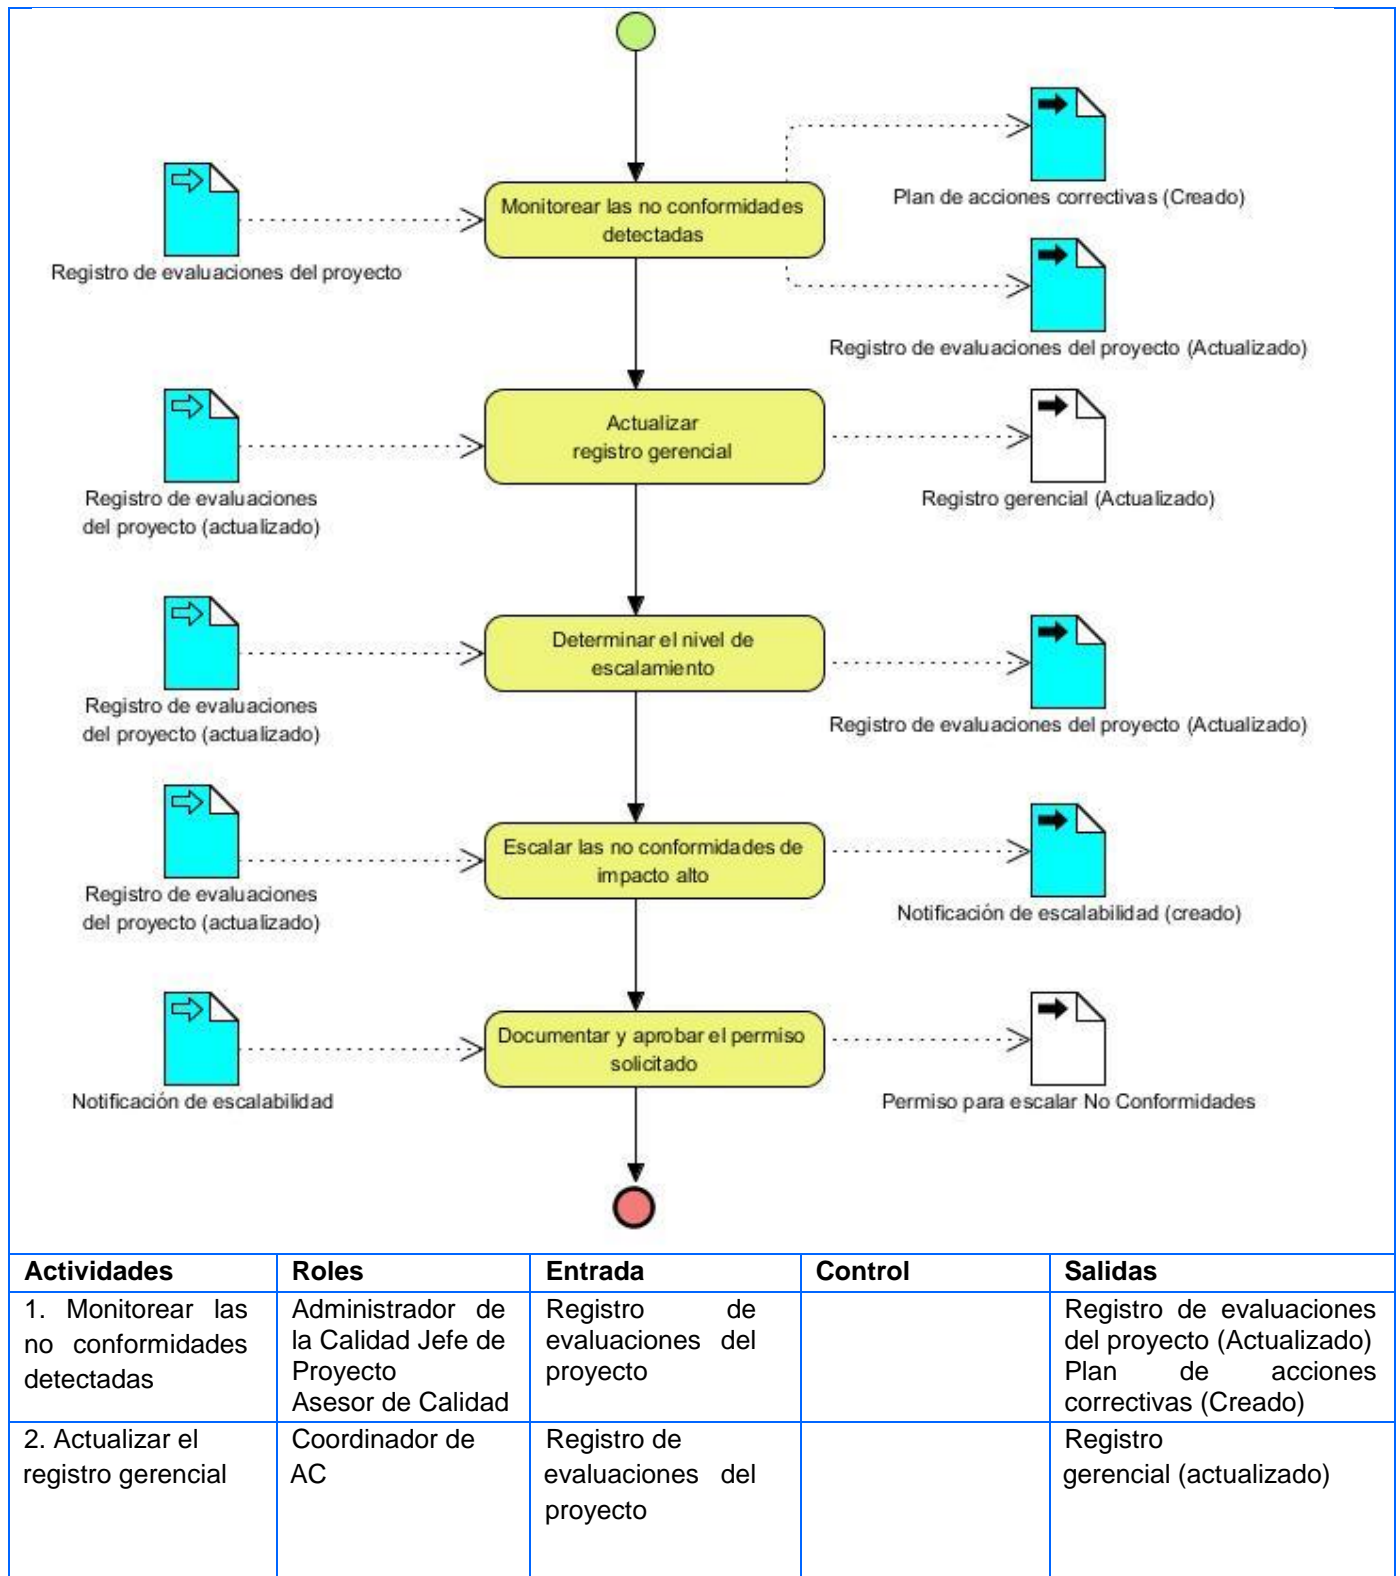 Plan de acciones correctivas (Creado)
Monitorear las no conformidades
detectadas
Registro de evaluaciones del proyecto
Registro de evaluaciones del proyecto (Actualizado)
Actualizar
registro gerencial
Registro de evaluaciones
del proyecto (actualizado)
Registro gerencial (Actualizado)
Determinar el nivel de
escalamiento
Registro de evaluaciones
del proyecto (actualizado)
Registro de evaluaciones del proyecto (Actualizado)
Escalar las no conformidades de
impacto alto
Registro de evaluaciones
del proyecto (actualizado)
Notificación de escalabilidad (creado)
Documentar y aprobar el permiso
solicitado
Notificación de escalabilidad
Permiso para escalar No Conformidades
Actividades Roles Entrada Control Salidas
1. Monitorear las
no conformidades
detectadas
Administrador de
la Calidad Jefe de
Proyecto
Asesor de Calidad
Registro de
evaluaciones del
proyecto
Registro de evaluaciones
del proyecto (Actualizado)
Plan de acciones
correctivas (Creado)
2. Actualizar el
registro gerencial
Coordinador de
AC
Registro de
evaluaciones del
proyecto
Registro
gerencial (actualizado)